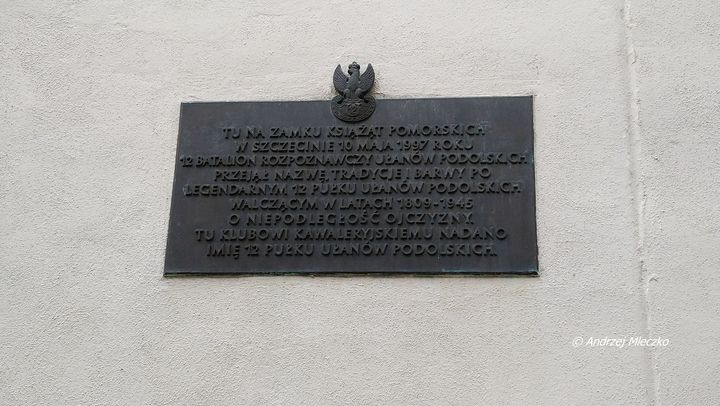 TU NA ZAMKU KSIĄŻĄT POMORSKICH
W SZCZECINIE 10 MAJA 1997 ROKU
12 BATALION ROZPOZNAWCZY UŁANÓW PODOLSKICH
PRZEJĄŁ NAZWĘ, TRADYCJE I BARWY PO
LEGENDARNYM 12 PUŁKU UŁANÓW PODOLSKICH
WALCZĄCYM W LATACH 1809-1945
O NIEPODLEGŁOŚĆ OJCZYZNY.
TU KLUBOWI KAWALERYJSKIEMU NADANO
IMIĘ 12 PUŁKU UŁANÓW PODOLSKICH.
© Andrzej Mleczko